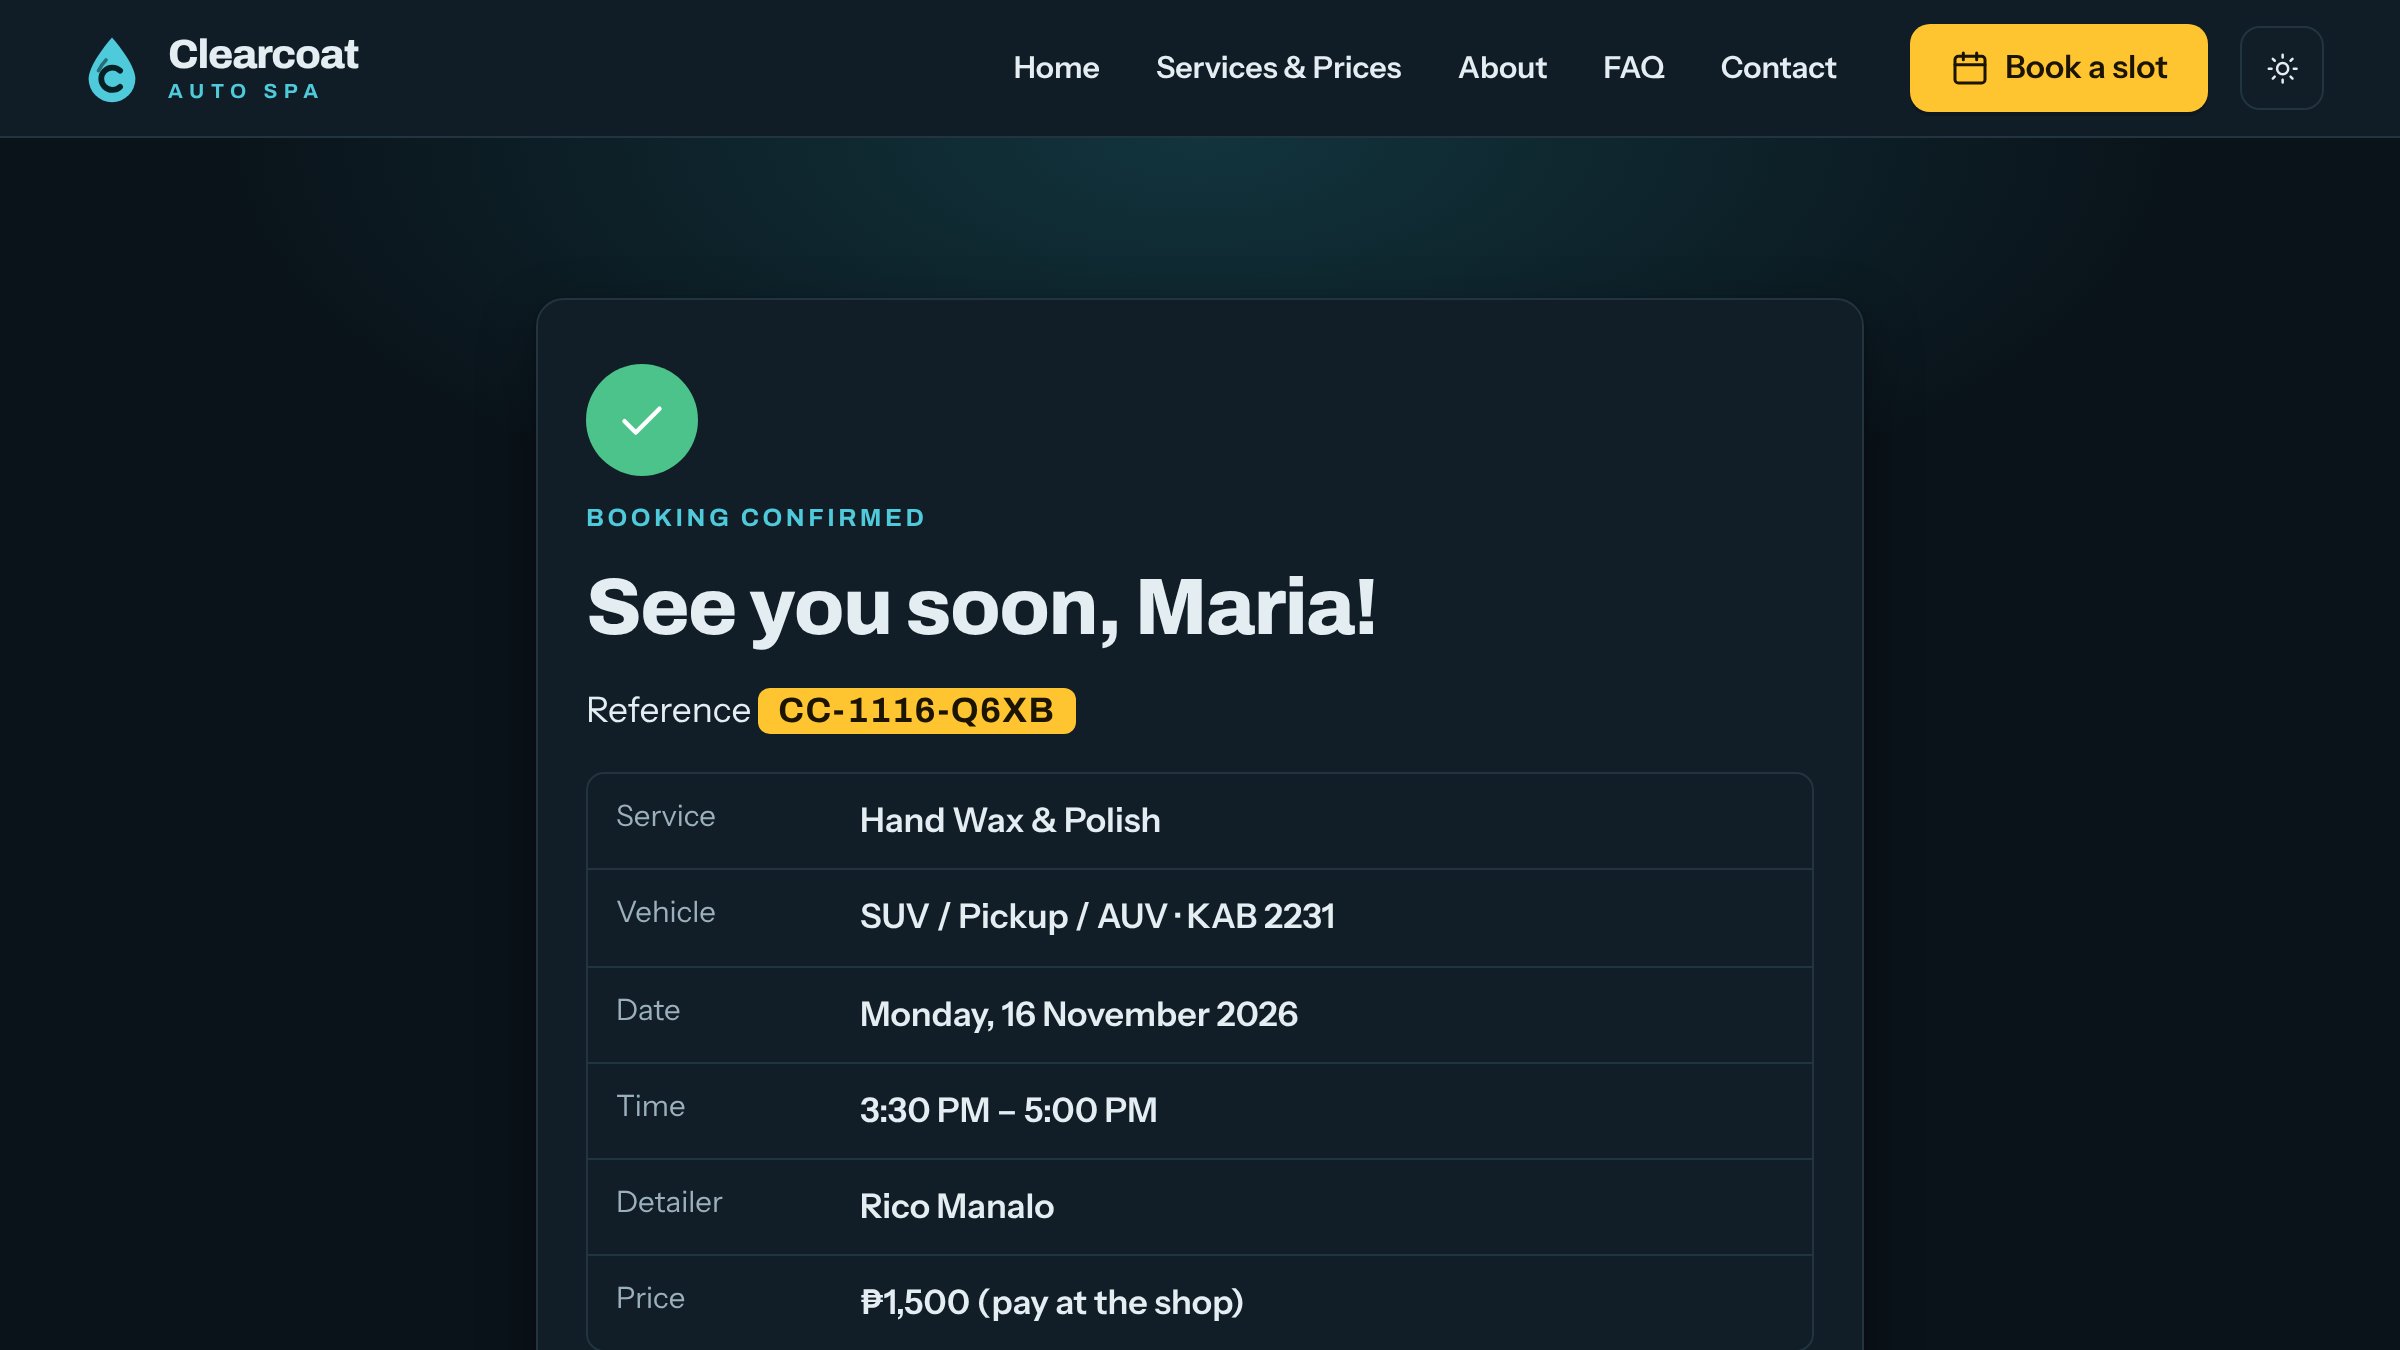 Clearcoat
AUTO SPA
Home
Services & Prices
About
FAQ
Contact
Book a slot
BOOKING CONFIRMED
See you soon, Maria!
Reference CC-1116-Q6XB
Service Hand Wax & Polish
Vehicle SUV / Pickup / AUV · KAB 2231
Date Monday, 16 November 2026
Time 3:30 PM – 5:00 PM
Detailer Rico Manalo
Price ₱1,500 (pay at the shop)